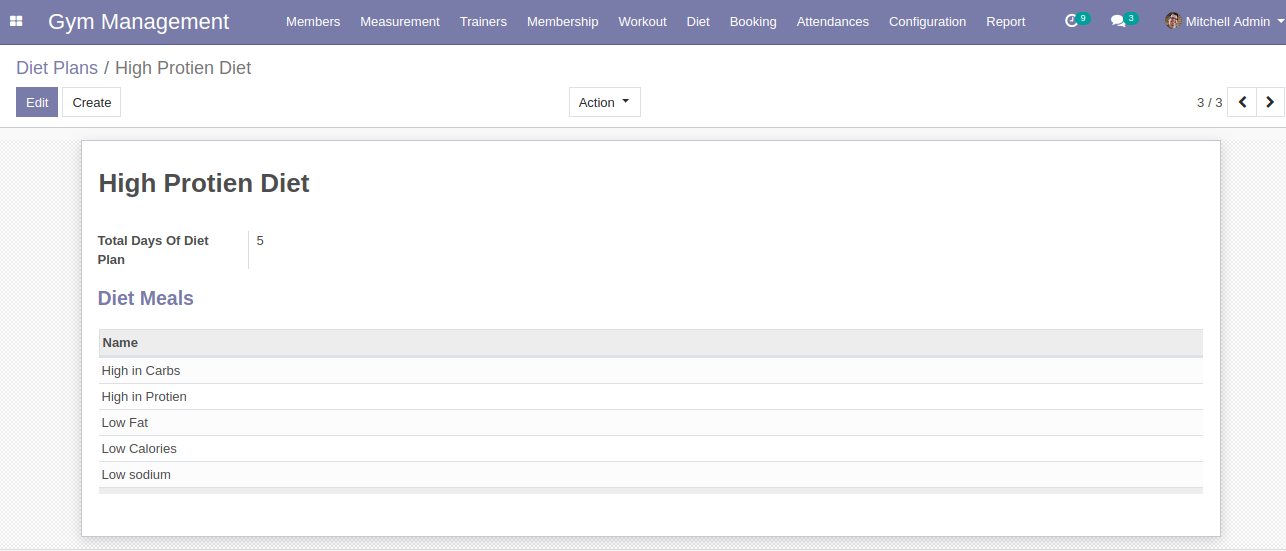 Gym Management Members Measurement Trainers Membership Workout Diet Booking Attendances Configuration Report 9 3 Mitchell Admin
Diet Plans / High Protien Diet
Edit Create Action 3 / 3
High Protien Diet
Total Days Of Diet 5
Plan
Diet Meals
Name
High in Carbs
High in Protien
Low Fat
Low Calories
Low sodium